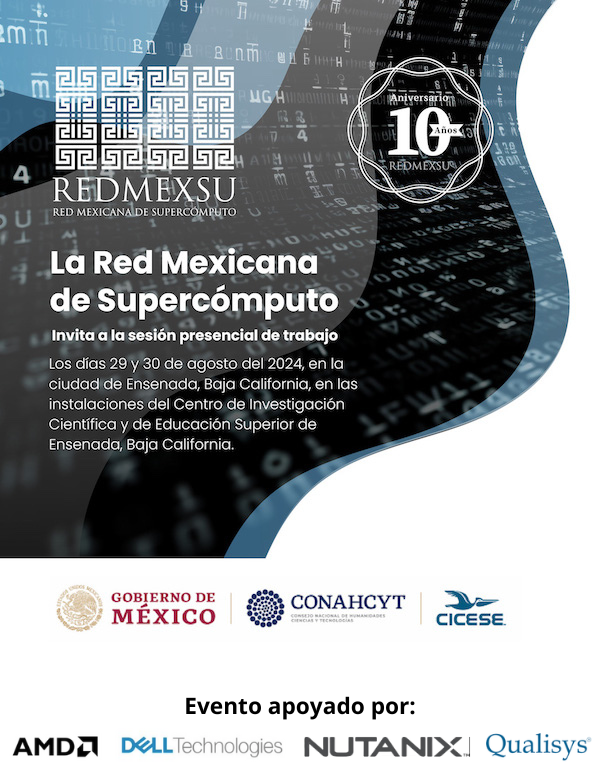 REDMEXSU
RED MEXICANA DE SUPERCÓMPUTO
Aniversario
10
Años
REDMEXSU
La Red Mexicana
de Supercómputo
Invita a la sesión presencial de trabajo
Los días 29 y 30 de agosto del 2024, en la
ciudad de Ensenada, Baja California, en las
instalaciones del Centro de Investigación
Científica y de Educación Superior de
Ensenada, Baja California.
GOBIERNO DE
MÉXICO
CONAHCYT
CONSEJO NACIONAL DE HUMANIDADES
CIENCIAS Y TECNOLOGÍAS
CICESE
Evento apoyado por:
AMD
DELL Technologies
NUTANIX
Qualisys®